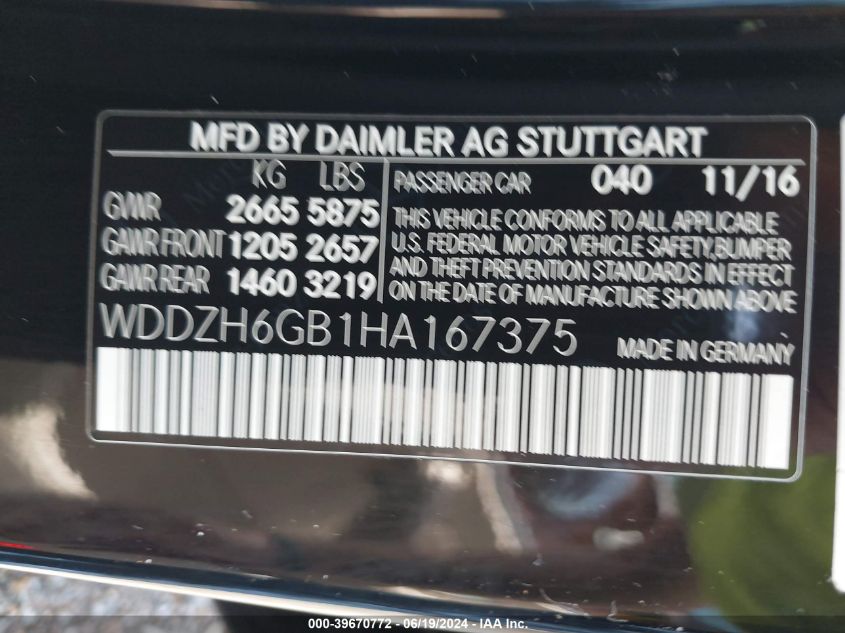 MFD BY DAIMLER AG STUTTGART
KG LBS
GVWR 2665 5875
GAWR FRONT 1205 2657
GAWR REAR 1460 3219
PASSENGER CAR 040 11/16
THIS VEHICLE CONFORMS TO ALL APPLICABLE
U.S. FEDERAL MOTOR VEHICLE SAFETY,BUMPER
AND THEFT PREVENTION STANDARDS IN EFFECT
ON THE DATE OF MANUFACTURE SHOWN ABOVE
WDDZH6GB1HA167375
MADE IN GERMANY
000-39670772 - 06/19/2024 - IAA Inc.